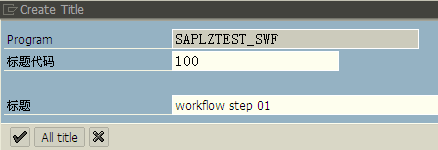 Create Title
Program SAPLZTEST_SWF
标题代码 100
标题 workflow step 01
All title